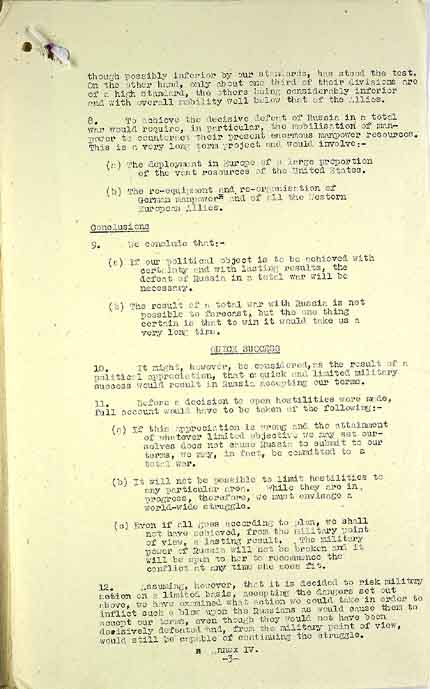 though possibly inferior by our standards, has stood the test.
On the other hand, only about one third of their divisions are
of a high standard, the others being considerably inferior
and with overall mobility well below that of the Allies.
8. To achieve the decisive defeat of Russia in a total
war would require, in particular, the mobilisation of man-
power to counteract their present enormous manpower resources.
This is a very long term project and would involve:-
(a) The deployment in Europe of a large proportion
of the vast resources of the United States.
(b) The re-equipment and re-organisation of
German manpower* and of all the Western
European Allies.
Conclusions
9. We conclude that:-
(a) If our political object is to be achieved with
certainty and with lasting results, the
defeat of Russia in a total war will be
necessary.
(b) The result of a total war with Russia is not
possible to forecast, but the one thing
certain is that to win it would take us a
very long time.
QUICK SUCCESS
10. It might, however, be considered, as the result of a
political appreciation, that a quick and limited military
success would result in Russia accepting our terms.
11. Before a decision to open hostilities were made,
full account would have to be taken of the following:-
(a) If this appreciation is wrong and the attainment
of whatever limited objective we may set our-
selves does not cause Russia to submit to our
terms, we may, in fact, be committed to a
total war.
(b) It will not be possible to limit hostilities to
any particular area. While they are in
progress, therefore, we must envisage a
world-wide struggle.
(c) Even if all goes according to plan, we shall
not have achieved, from the military point
of view, a lasting result. The military
power of Russia will not be broken and it
will be open to her to recommence the
conflict at any time she sees fit.
12. Assuming, however, that it is decided to risk military
action on a limited basis, accepting the dangers set out
above, we have examined what action we could take in order to
inflict such a blow upon the Russians as would cause them to
accept our terms, even though they would not have been
decisively defeated and, from the military point of view,
would still be capable of continuing the struggle.
* Annex IV.
-3-